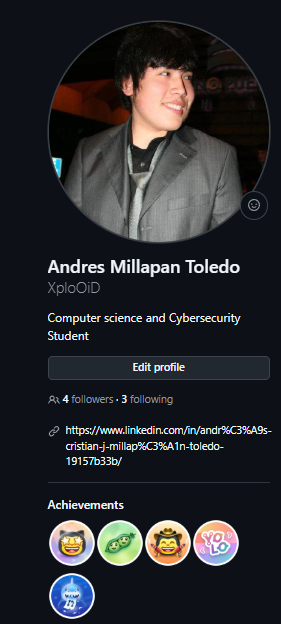 Andres Millapan Toledo
XploOiD
Computer science and Cybersecurity
Student
Edit profile
4 followers · 3 following
https://www.linkedin.com/in/andr%C3%A9s-
cristian-j-millap%C3%A1n-toledo-
19157b33b/
Achievements
YOLO